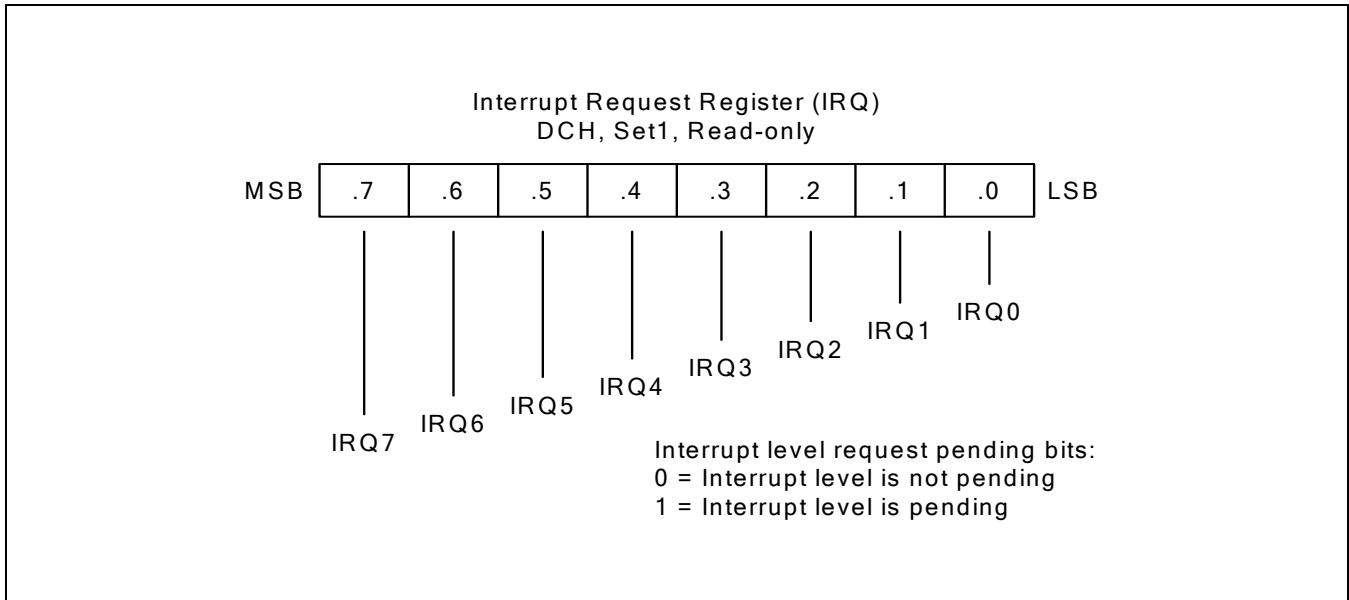 Interrupt Request Register (IRQ)
DCH, Set1, Read-only
MSB .7 .6 .5 .4 .3 .2 .1 .0 LSB
IRQ0
IRQ1
IRQ2
IRQ3
IRQ4
IRQ5
IRQ6
IRQ7
Interrupt level request pending bits:
0 = Interrupt level is not pending
1 = Interrupt level is pending